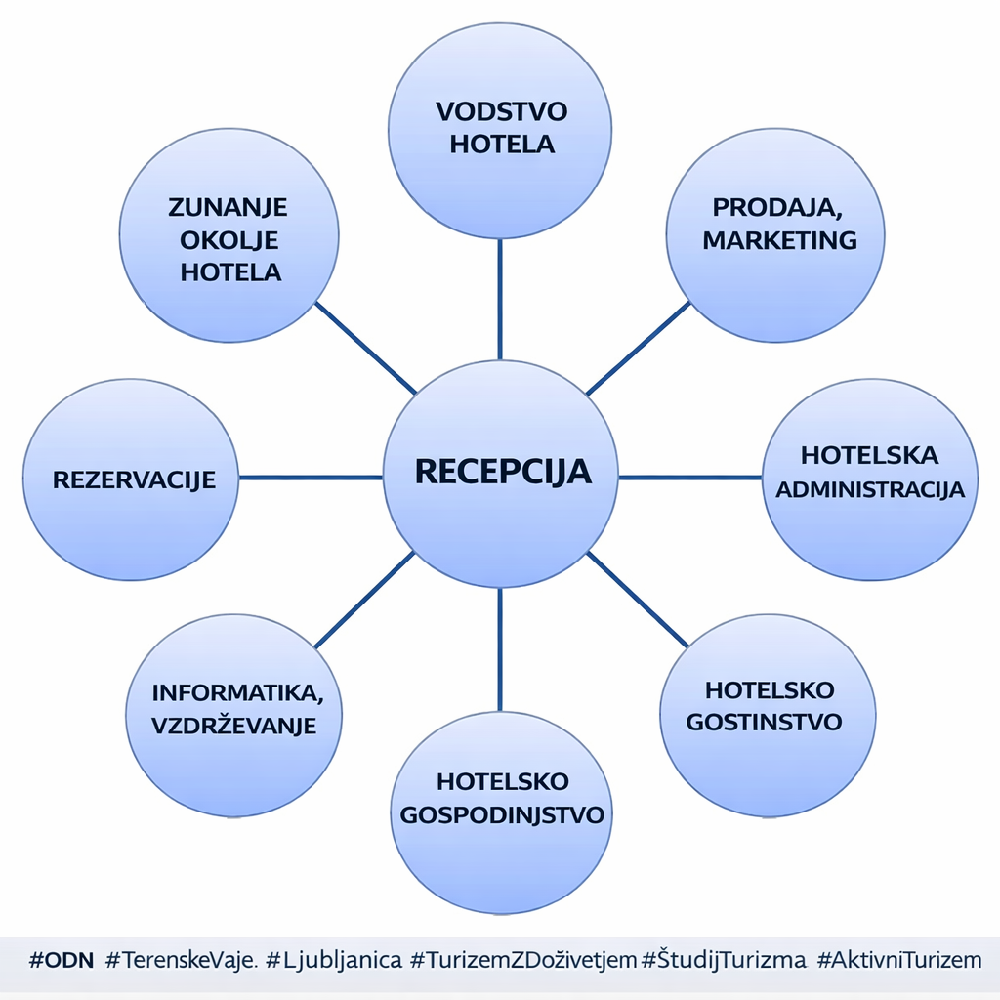 VODSTVO
HOTELA
ZUNANJE
OKOLJE
HOTELA
PRODAJA,
MARKETING
REZERVACIJE
RECEPCIJA
HOTELSKA
ADMINISTRACIJA
INFORMATIKA,
VZDRŽEVANJE
HOTELSKO
GOSTINSTVO
HOTELSKO
GOSPODINJSTVO
#ODN #TerenskeVaje. #Ljubljanica #TurizemZDoživetjem #ŠtudijTurizma #AktivniTurizem